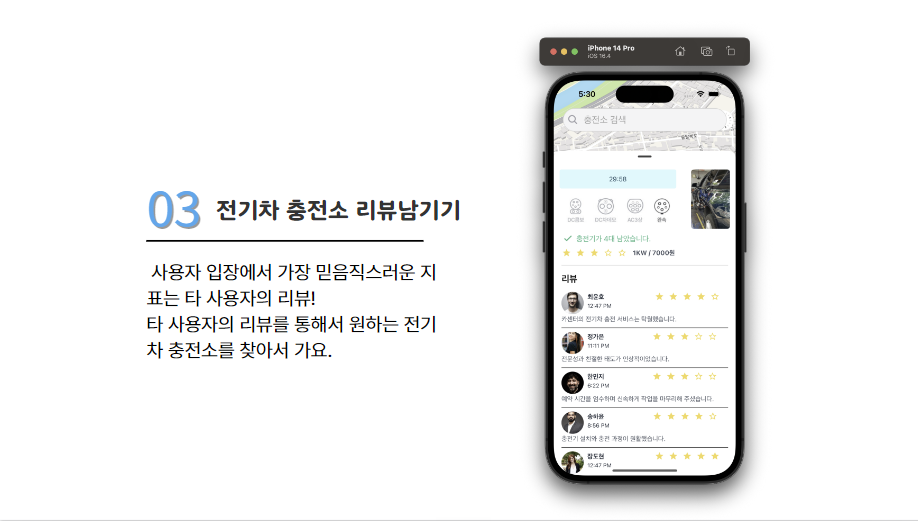 03 전기차 충전소 리뷰남기기
사용자 입장에서 가장 믿음직스러운 지
표는 타 사용자의 리뷰!
타 사용자의 리뷰를 통해서 원하는 전기
차 충전소를 찾아서 가요.
iPhone 14 Pro
iOS 16.4
5:30
충전소 검색
29:58
DC콤보
DC차데모
AC3상
완속
충전기가 4대 남았습니다.
1KW / 7000원
리뷰
최윤호
12:47 PM
카센터의 전기차 충전 서비스는 탁월했습니다.
정가은
11:11 PM
전문성과 친절한 태도가 인상적이었습니다.
한민지
6:22 PM
예약 시간을 엄수하며 신속하게 작업을 마무리해 주셨습니다.
송하윤
8:56 PM
충전기 설치와 충전 과정이 원활했습니다.
장도현
12:47 PM